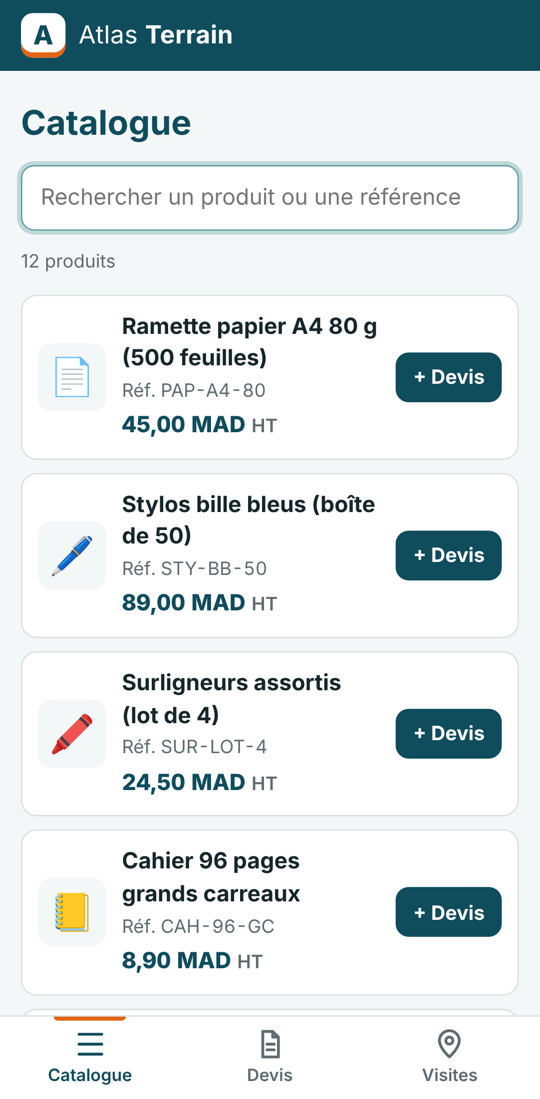 A Atlas Terrain
Catalogue
Rechercher un produit ou une référence
12 produits
Ramette papier A4 80 g
(500 feuilles)
Réf. PAP-A4-80
45,00 MAD HT
+ Devis
Stylos bille bleus (boîte
de 50)
Réf. STY-BB-50
89,00 MAD HT
+ Devis
Surligneurs assortis
(lot de 4)
Réf. SUR-LOT-4
24,50 MAD HT
+ Devis
Cahier 96 pages
grands carreaux
Réf. CAH-96-GC
8,90 MAD HT
+ Devis
Catalogue
Devis
Visites